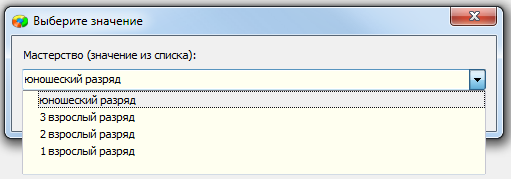 Выберите значение
Мастерство (значение из списка):
юношеский разряд
юношеский разряд
3 взрослый разряд
2 взрослый разряд
1 взрослый разряд